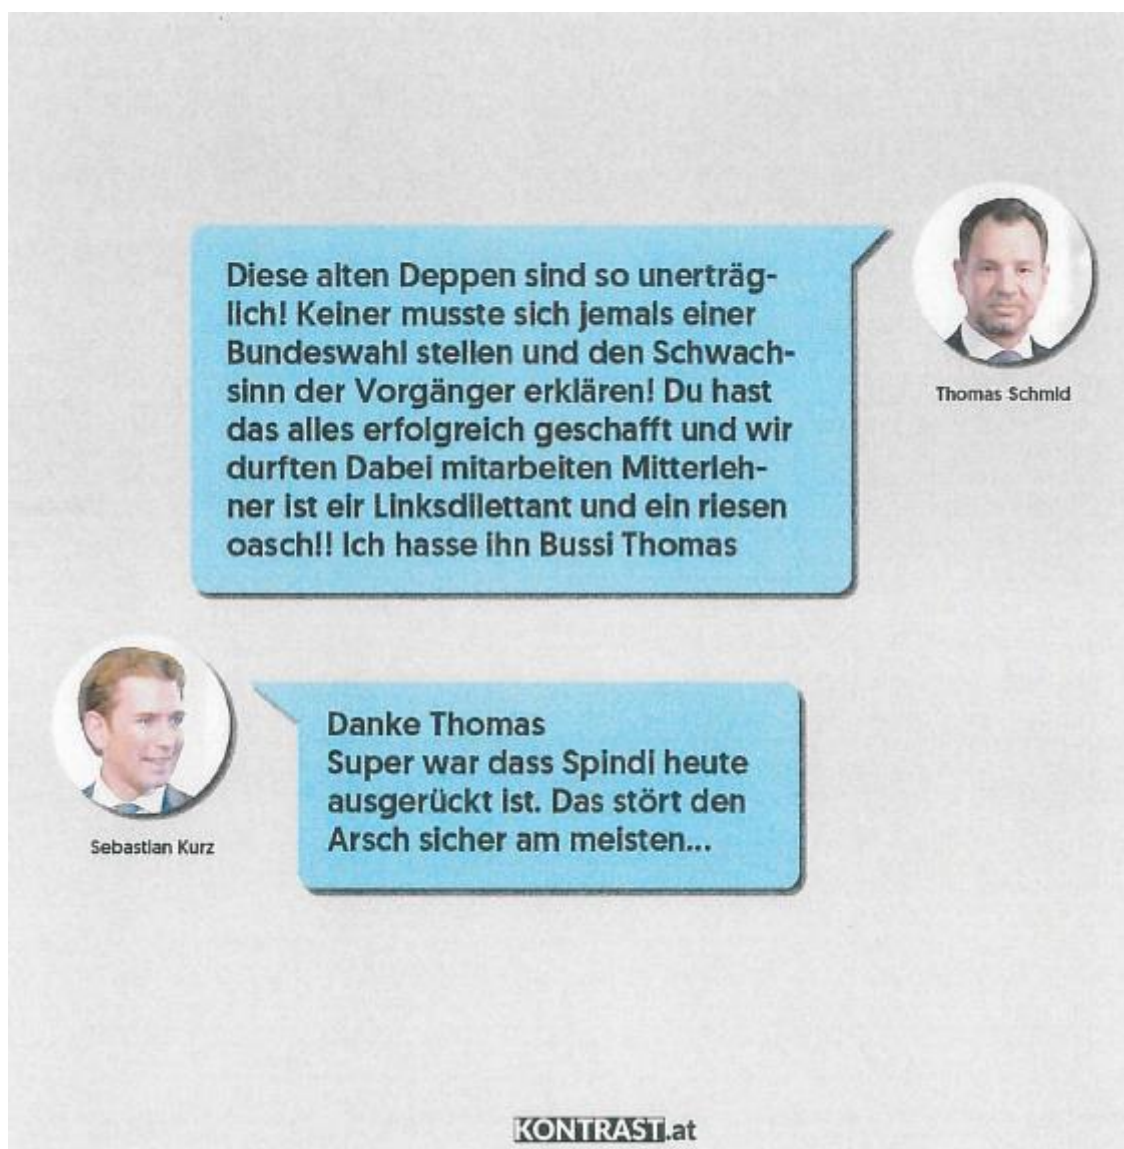 Diese alten Deppen sind so unerträg-
lich! Keiner musste sich jemals einer
Bundeswahl stellen und den Schwach-
sinn der Vorgänger erklären! Du hast
das alles erfolgreich geschafft und wir
durften Dabei mitarbeiten Mitterleh-
ner ist eir Linksdilettant und ein riesen
oasch!! Ich hasse ihn Bussi Thomas
Thomas Schmid
Danke Thomas
Super war dass Spindi heute
ausgerückt ist. Das stört den
Arsch sicher am meisten...
Sebastian Kurz
KONTRAST.at